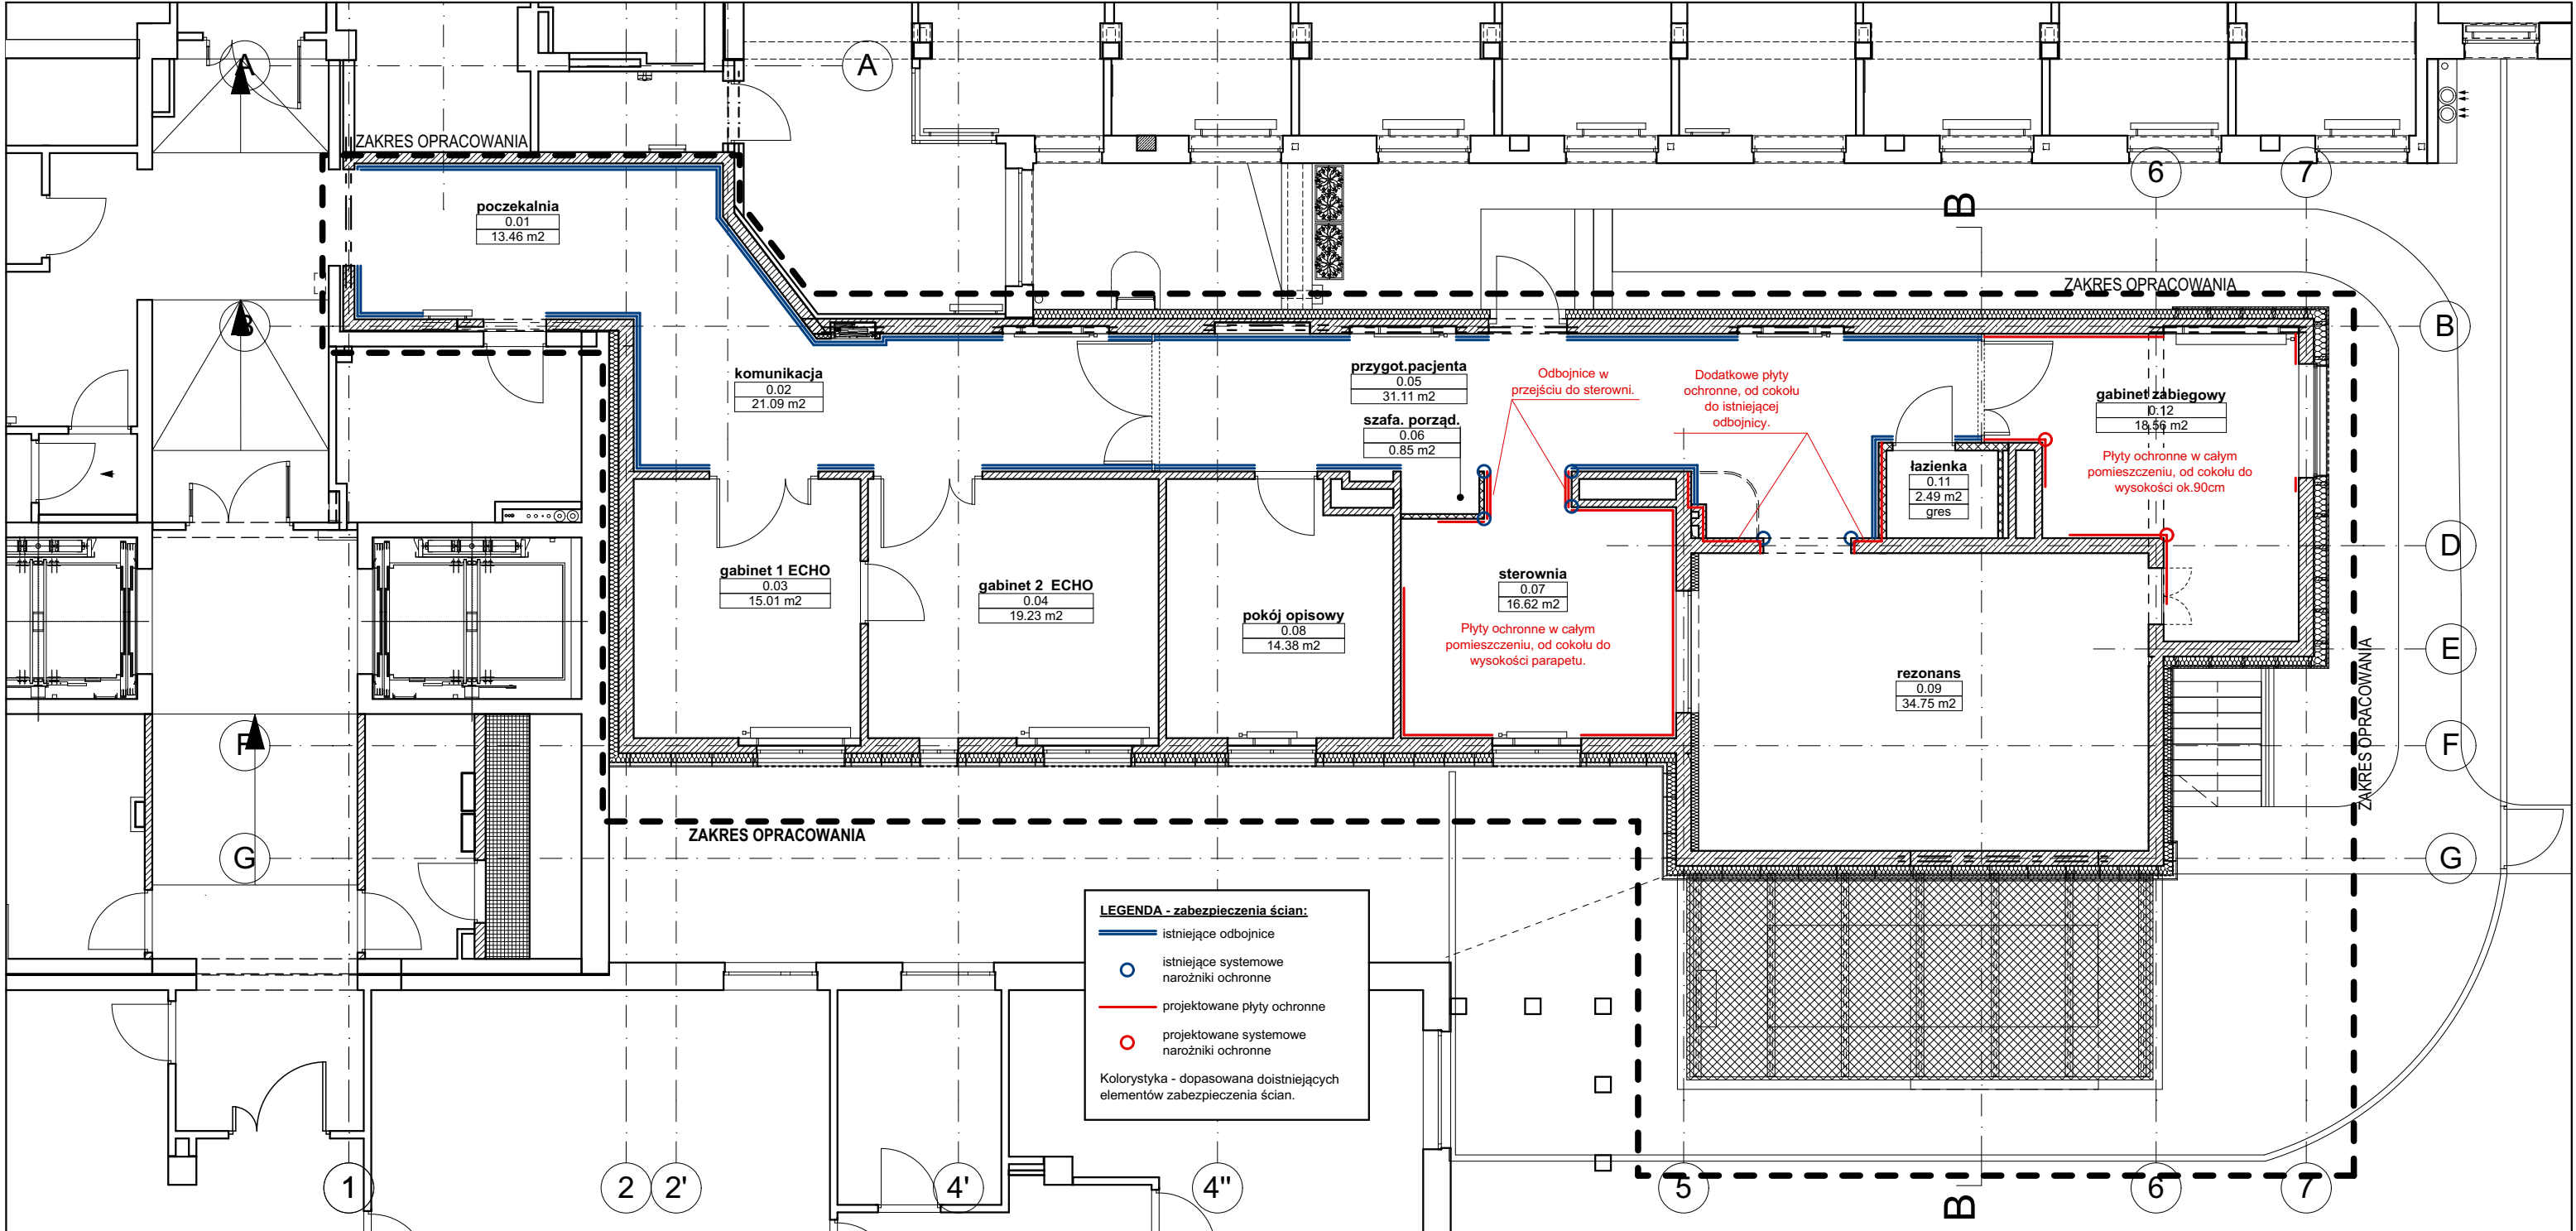 A
A
ZAKRES OPRACOWANIA
6
7
B
poczekalnia
0.01
13.46 m2
ZAKRES OPRACOWANIA
B
B
komunikacja
0.02
21.09 m2
przygot.pacjenta
0.05
31.11 m2
szafa. porząd.
0.06
0.85 m2
Odbojnice w
przejściu do sterowni.
Dodatkowe płyty
ochronne, od cokołu
do istniejącej
odbojnicy.
gabinet zabiegowy
0.12
18.56 m2
Płyty ochronne w całym
pomieszczeniu, od cokołu do
wysokości ok.90cm
łazienka
0.11
2.49 m2
gres
D
gabinet 1 ECHO
0.03
15.01 m2
gabinet 2 ECHO
0.04
19.23 m2
pokój opisowy
0.08
14.38 m2
sterownia
0.07
16.62 m2
Płyty ochronne w całym
pomieszczeniu, od cokołu do
wysokości parapetu.
rezonans
0.09
34.75 m2
E
ZAKRES OPRACOWANIA
F
F
ZAKRES OPRACOWANIA
G
G
LEGENDA - zabezpieczenia ścian:
istniejące odbojnice
istniejące systemowe
narożniki ochronne
projektowane płyty ochronne
projektowane systemowe
narożniki ochronne
Kolorystyka - dopasowana doistniejących
elementów zabezpieczenia ścian.
1
2
2'
4'
4"
5
B
6
7